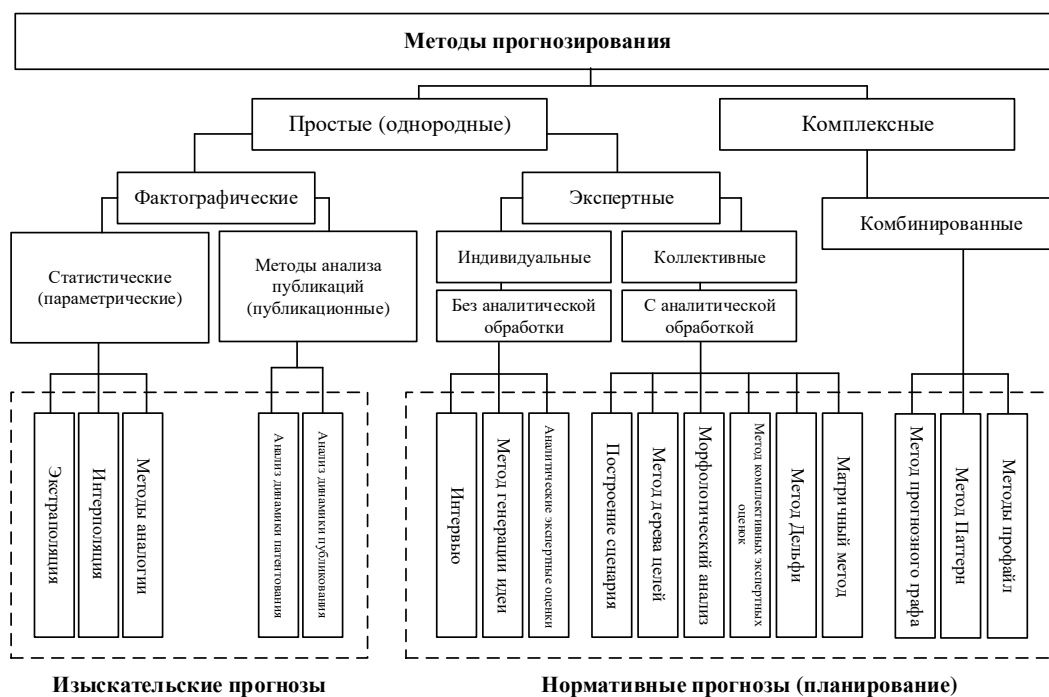 Методы прогнозирования
Простые (однородные)
Комплексные
Фактографические
Экспертные
Комбинированные
Статистические
(параметрические)
Методы анализа
публикаций
(публикационные)
Индивидуальные
Коллективные
Без аналитической
обработки
С аналитической
обработкой
Экстраполяция
Интерполяция
Методы аналогии
Анализ динамики патентования
Анализ динамики публикования
Интервью
Метод генерации идеи
Аналитические экспертные оценки
Построение сценария
Метод дерева целей
Морфологический анализ
Метод комплективных экспертных
оценок
Метод Дельфи
Матричный метод
Метод прогнозного графа
Метод Паттерн
Методы профайл
Изыскательские прогнозы
Нормативные прогнозы (планирование)